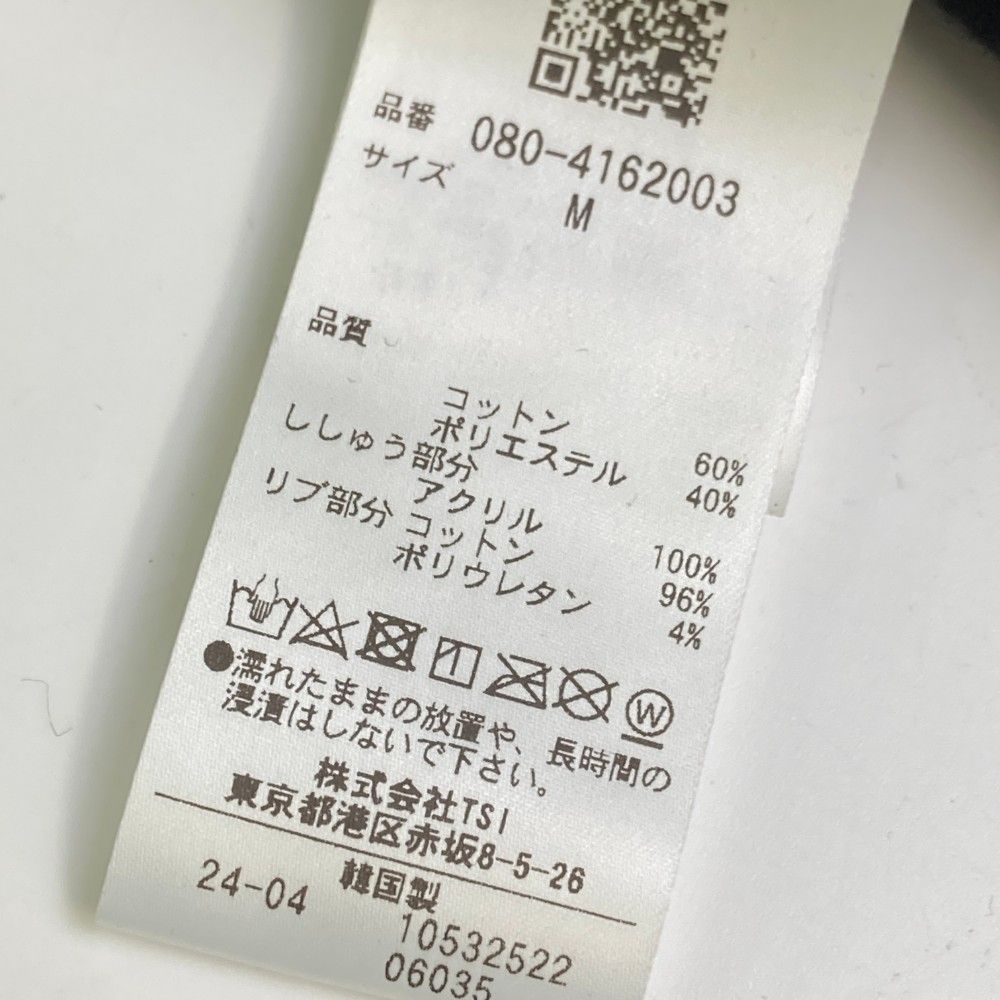 品番 080-4162003
サイズ M
品質
コットン 60%
ポリエステル 40%
ししゅう部分
アクリル 100%
リブ部分 コットン 96%
ポリウレタン 4%
W
●濡れたままの放置や、長時間の
浸漬はしないで下さい。
株式会社TSI
東京都港区赤坂8-5-26
韓国製
24-04
10532522
06035